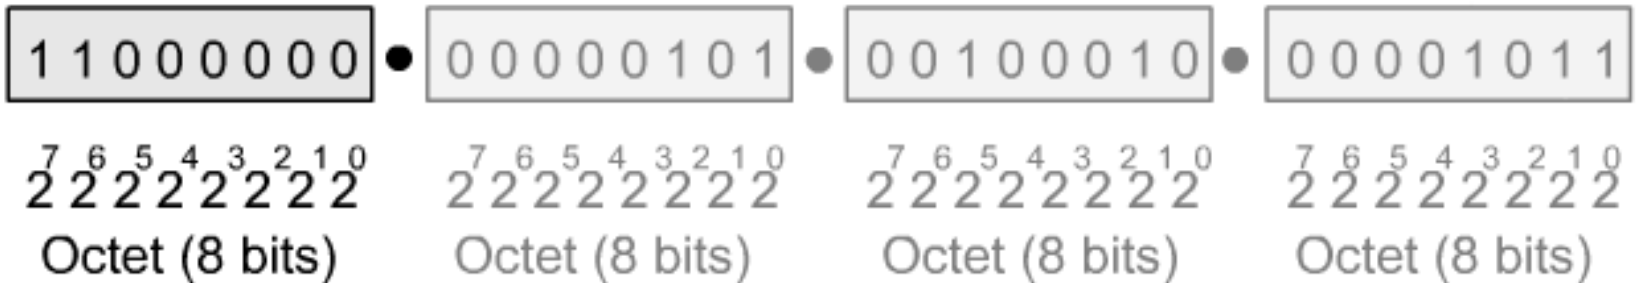 1 1 0 0 0 0 0 0 • 0 0 0 0 0 1 0 1 • 0 0 1 0 0 0 1 0 • 0 0 0 0 1 0 1 1
2⁷ 2⁶ 2⁵ 2⁴ 2³ 2² 2¹ 2⁰ 2⁷ 2⁶ 2⁵ 2⁴ 2³ 2² 2¹ 2⁰ 2⁷ 2⁶ 2⁵ 2⁴ 2³ 2² 2¹ 2⁰ 2⁷ 2⁶ 2⁵ 2⁴ 2³ 2² 2¹ 2⁰
Octet (8 bits) Octet (8 bits) Octet (8 bits) Octet (8 bits)